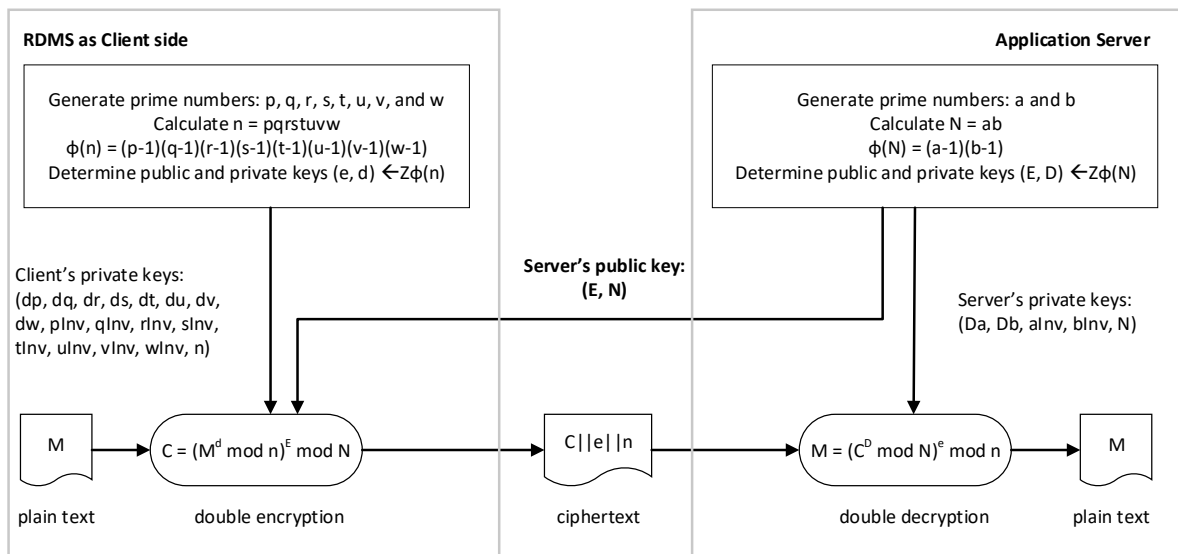 RDMS as Client side
Generate prime numbers: p, q, r, s, t, u, v, and w
Calculate n = pqrstuvw
ϕ(n) = (p-1)(q-1)(r-1)(s-1)(t-1)(u-1)(v-1)(w-1)
Determine public and private keys (e, d) ←Zϕ(n)
Application Server
Generate prime numbers: a and b
Calculate N = ab
ϕ(N) = (a-1)(b-1)
Determine public and private keys (E, D) ←Zϕ(N)
Client's private keys:
(dp, dq, dr, ds, dt, du, dv,
dw, pInv, qInv, rInv, sInv,
tInv, uInv, vInv, wInv, n)
Server's public key:
(E, N)
Server's private keys:
(Da, Db, aInv, bInv, N)
M
C = (M^d mod n)^E mod N
C||e||n
M = (C^D mod N)^e mod n
M
plain text
double encryption
ciphertext
double decryption
plain text